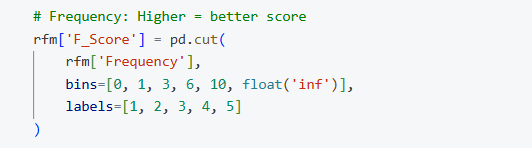 # Frequency: Higher = better score
rfm['F_Score'] = pd.cut(
    rfm['Frequency'],
    bins=[0, 1, 3, 6, 10, float('inf')],
    labels=[1, 2, 3, 4, 5]
)